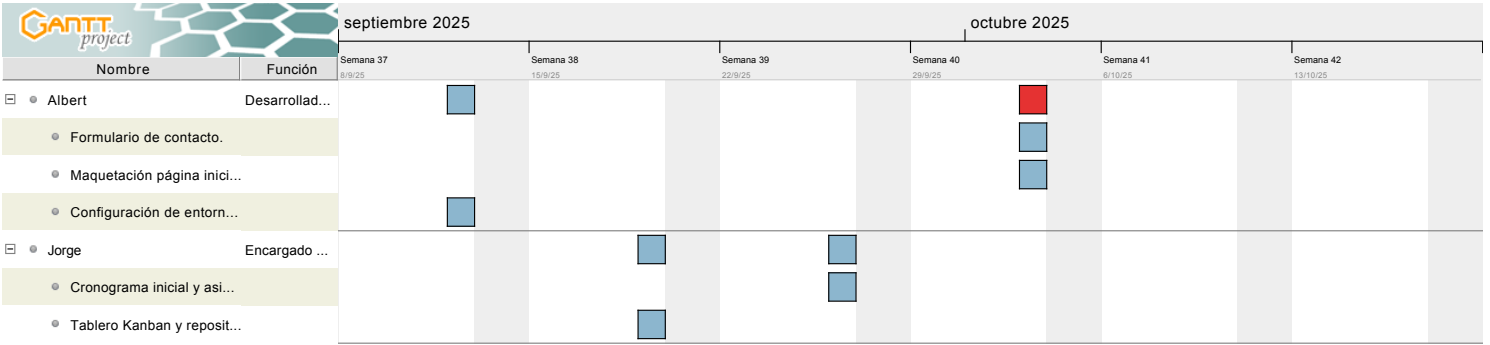 GANTT
project
septiembre 2025
octubre 2025
Nombre
Función
Semana 37
Semana 38
Semana 39
Semana 40
Semana 41
Semana 42
8/9/25
15/9/25
22/9/25
29/9/25
6/10/25
13/10/25
Albert
Desarrollad...
Formulario de contacto.
Maquetación página inici...
Configuración de entorn...
Jorge
Encargado ...
Cronograma inicial y asi...
Tablero Kanban y reposit...